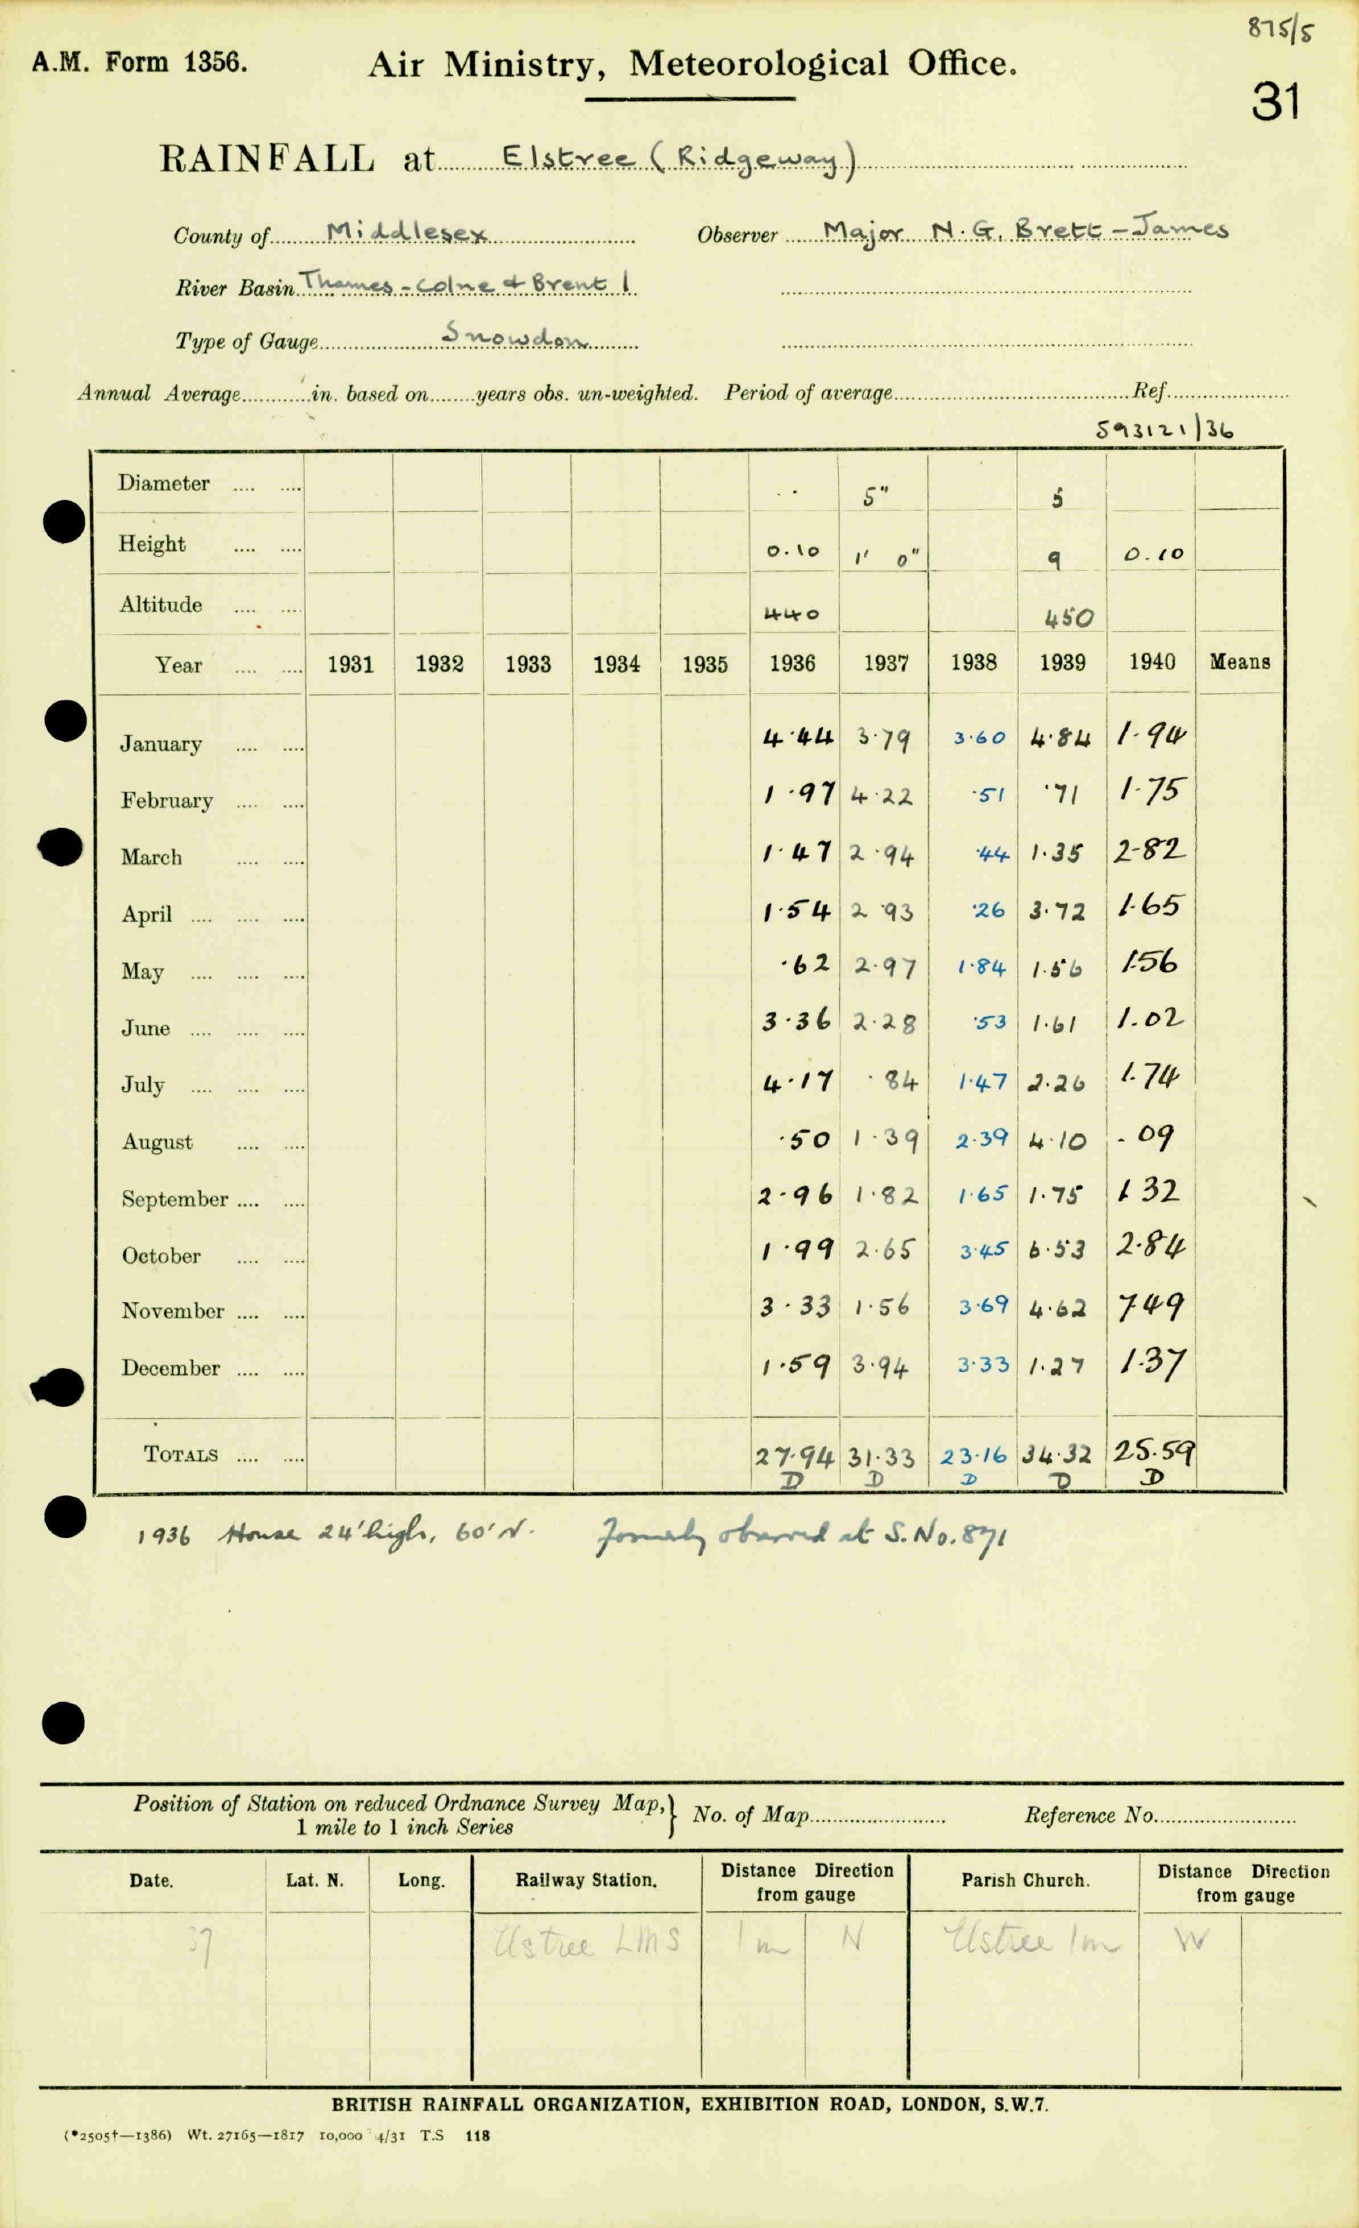 875/5
A.M. Form 1356. Air Ministry, Meteorological Office.
31
RAINFALL at Elstree (Ridgeway)
County of Middlesex Observer Major N. G. Brett-James
River Basin Thames - Colne & Brent 1
Type of Gauge Snowdon
Annual Average in. based on years obs. un-weighted. Period of average Ref.
593121/36
Diameter 5" 5
Height 0.10 1' 0" 9 0.10
Altitude 440 450
Year 1931 1932 1933 1934 1935 1936 1937 1938 1939 1940 Means
January 4.44 3.79 3.60 4.84 1.94
February 1.97 4.22 .51 .71 1.75
March 1.47 2.94 .44 1.35 2.82
April 1.54 2.93 .26 3.72 1.65
May .62 2.97 1.84 1.56 1.56
June 3.36 2.28 .53 1.61 1.02
July 4.17 .84 1.47 2.26 1.74
August .50 1.39 2.39 4.10 .09
September 2.96 1.82 1.65 1.75 1 32
October 1.99 2.65 3.45 6.53 2.84
November 3.33 1.56 3.69 4.62 7.49
December 1.59 3.94 3.33 1.27 1.37
TOTALS 27.94 31.33 23.16 34.32 25.59
D D D D D
1936 House 24' high, 60' N. Formerly observed at S.No. 871
Position of Station on reduced Ordnance Survey Map, } No. of Map Reference No.
1 mile to 1 inch Series
Date. Lat. N. Long. Railway Station. Distance Direction from gauge Parish Church. Distance Direction from gauge
37 Elstree LMS 1m N Elstree 1m W
BRITISH RAINFALL ORGANIZATION, EXHIBITION ROAD, LONDON, S.W.7.
(*2505†—1386) Wt. 27165—1817 10,000 4/31 T.S 118